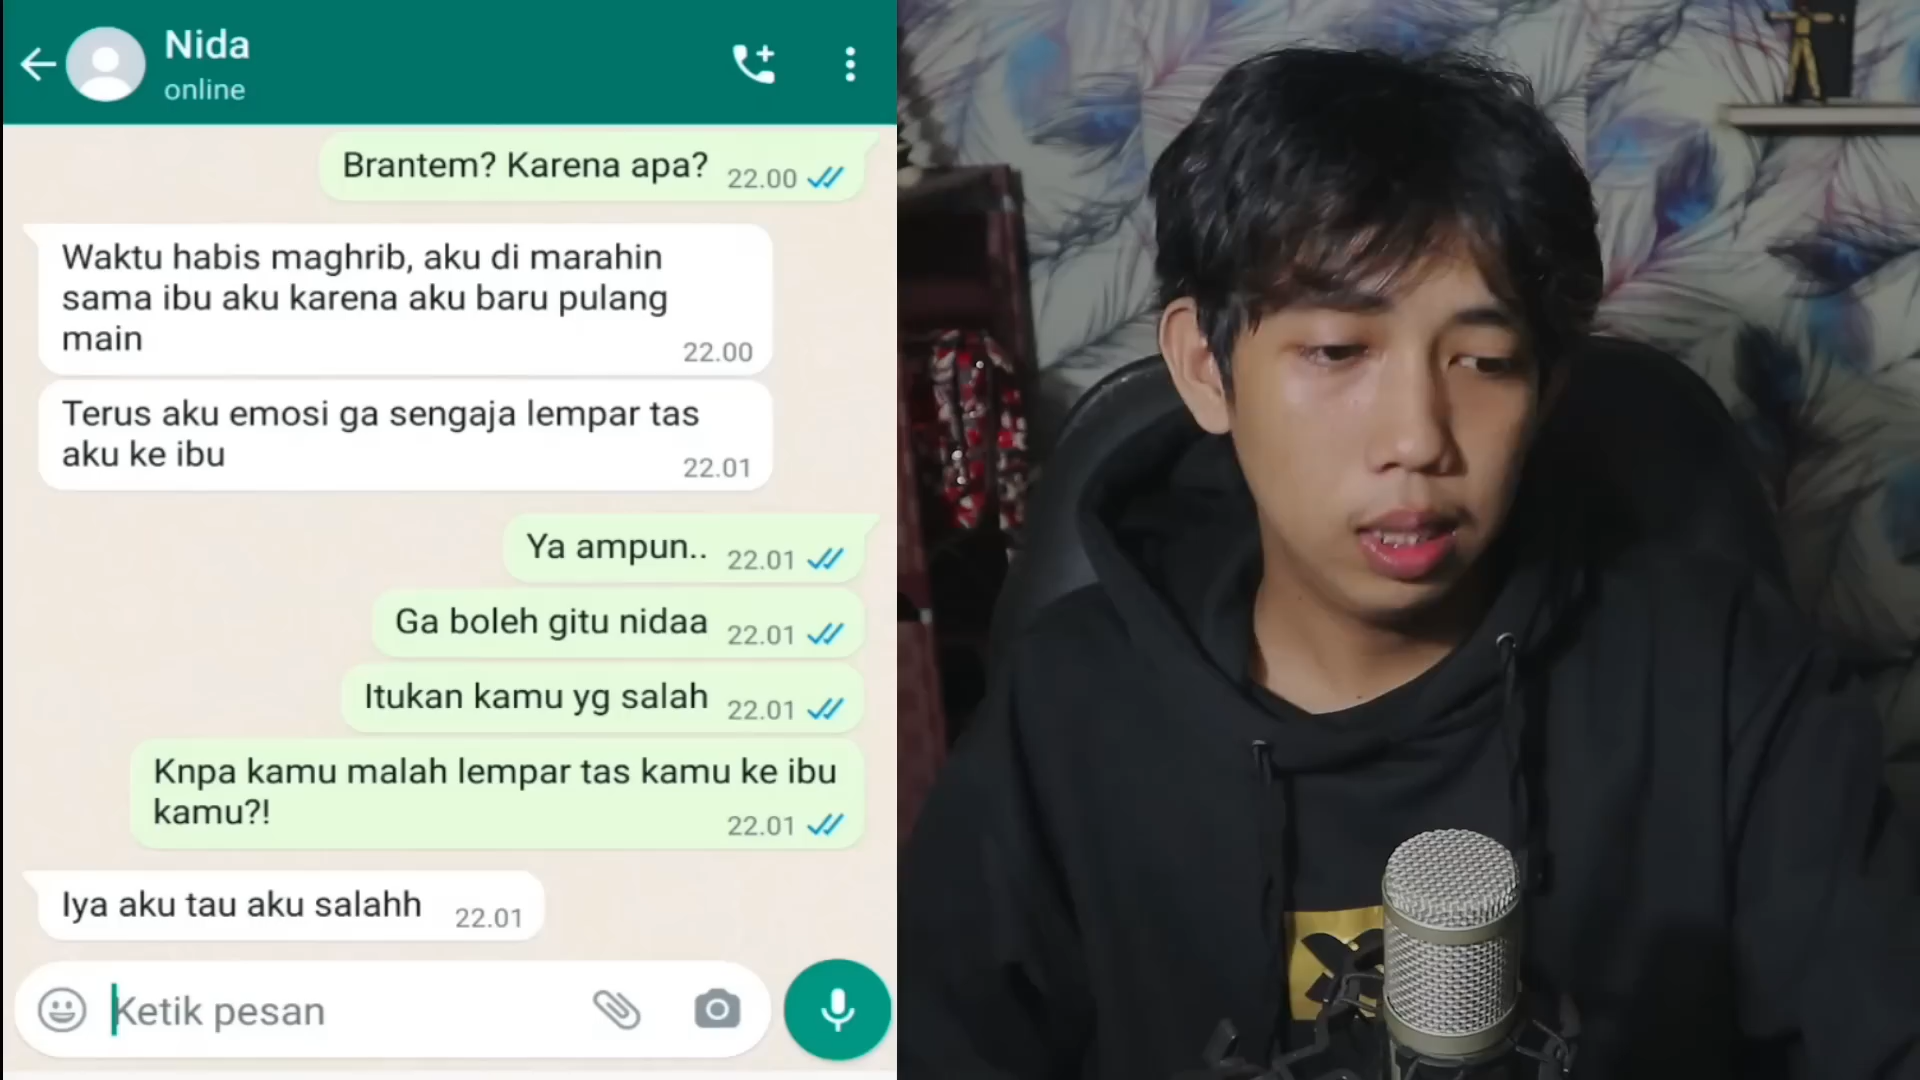 Nida
online
Brantem? Karena apa? 22.00
Waktu habis maghrib, aku di marahin
sama ibu aku karena aku baru pulang
main 22.00
Terus aku emosi ga sengaja lempar tas
aku ke ibu 22.01
Ya ampun.. 22.01
Ga boleh gitu nidaa 22.01
Itukan kamu yg salah 22.01
Knpa kamu malah lempar tas kamu ke ibu
kamu?! 22.01
Iya aku tau aku salahh 22.01
Ketik pesan